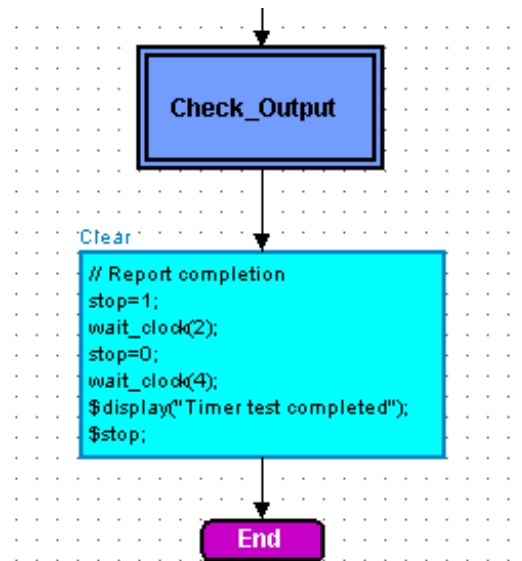 Check_Output
Clear
// Report completion
stop=1;
wait_clock(2);
stop=0;
wait_clock(4);
$display("Timer test completed");
$stop;
End